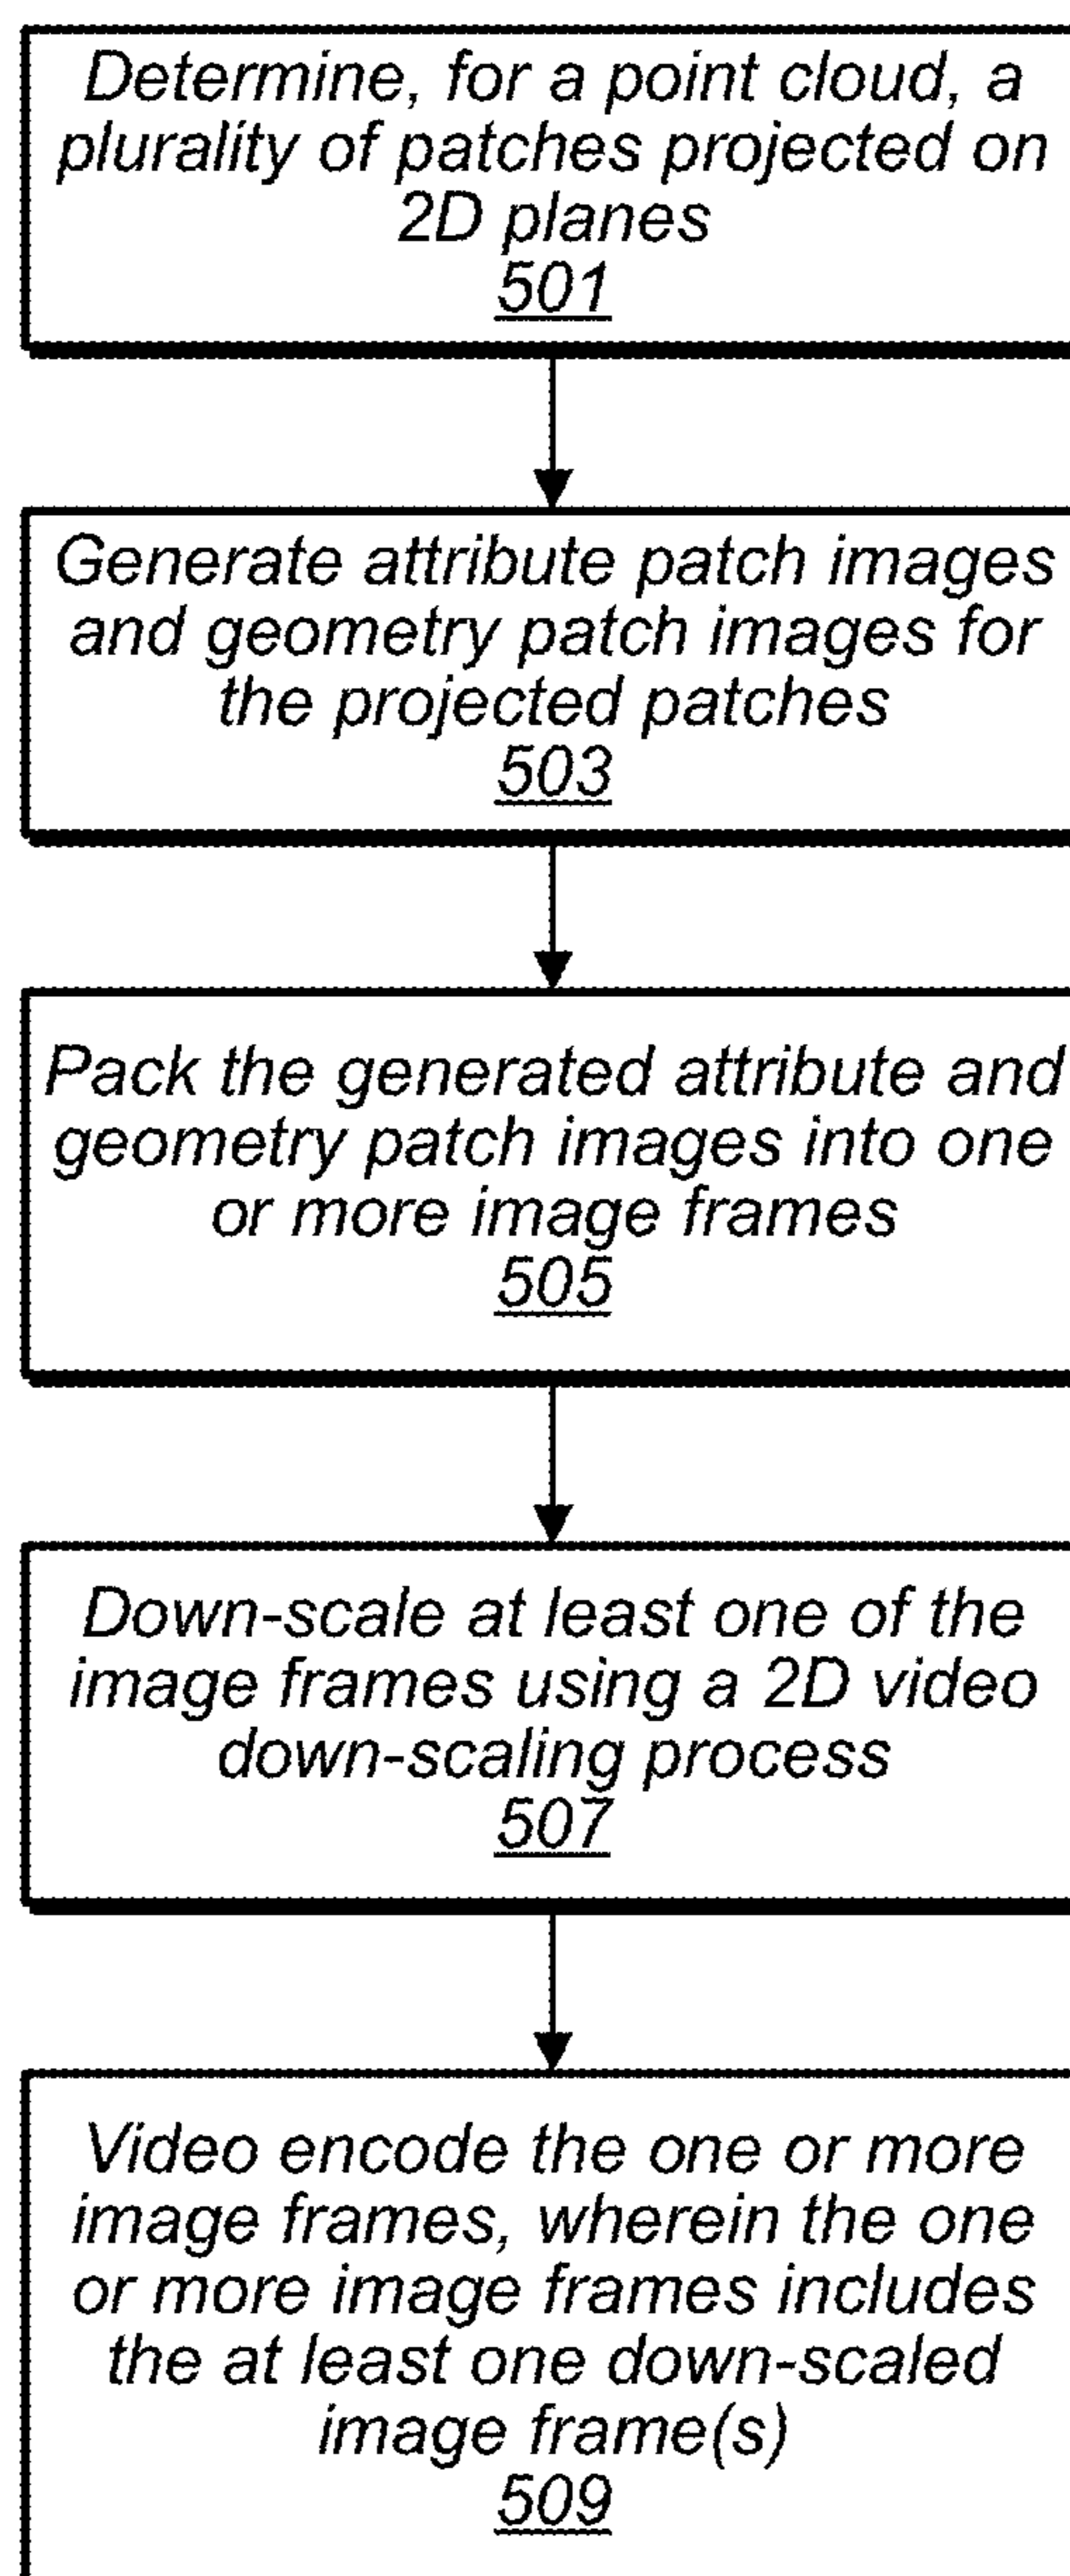 Determine, for a point cloud, a
plurality of patches projected on
2D planes
501
Generate attribute patch images
and geometry patch images for
the projected patches
503
Pack the generated attribute and
geometry patch images into one
or more image frames
505
Down-scale at least one of the
image frames using a 2D video
down-scaling process
507
Video encode the one or more
image frames, wherein the one
or more image frames includes
the at least one down-scaled
image frame(s)
509